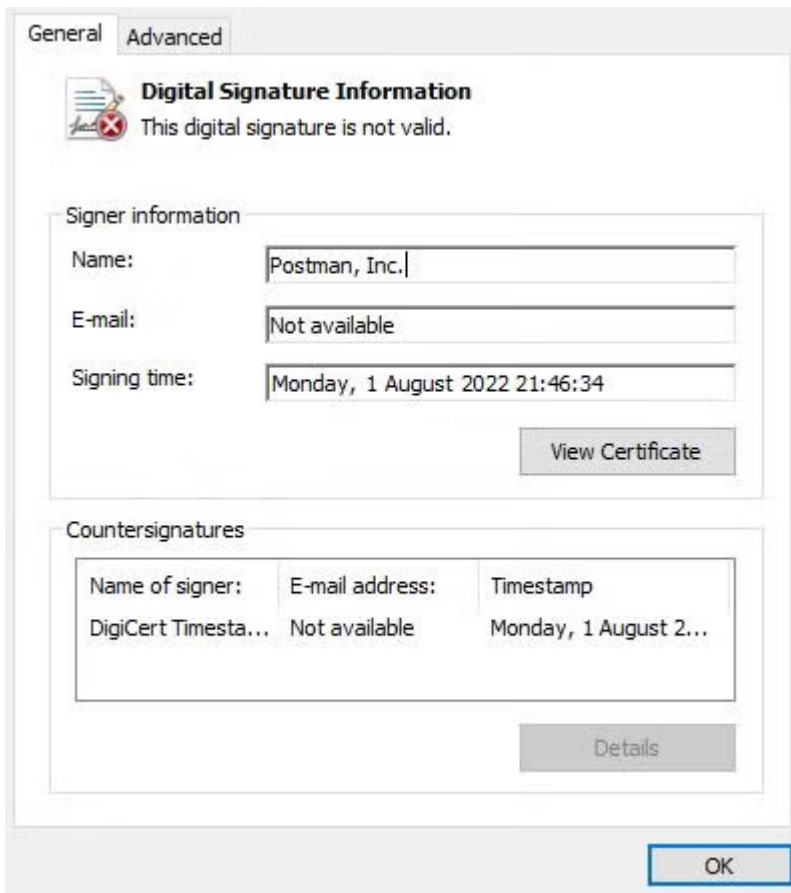 General Advanced
Digital Signature Information
This digital signature is not valid.
Signer information
Name: Postman, Inc.
E-mail: Not available
Signing time: Monday, 1 August 2022 21:46:34
View Certificate
Countersignatures
Name of signer: E-mail address: Timestamp
DigiCert Timesta... Not available Monday, 1 August 2...
Details
OK